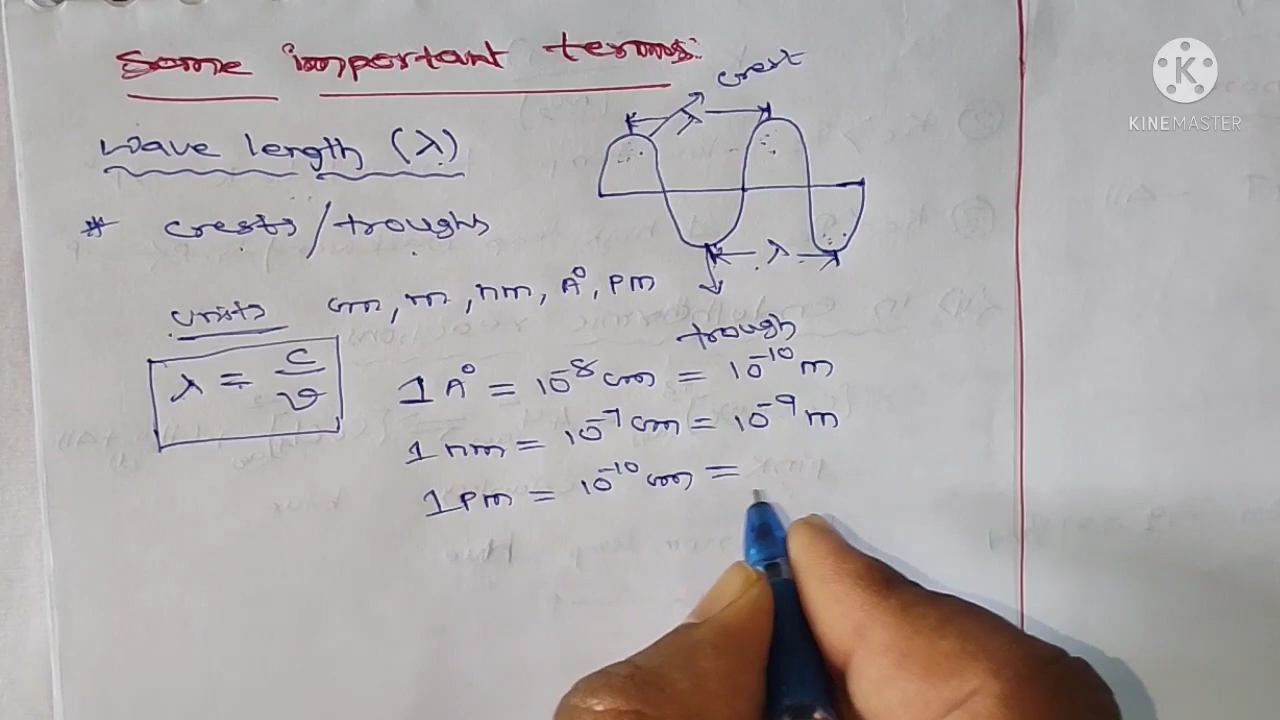 Some important terms:
crest
λ
wave length (λ)
* crests/troughs
λ
units cm, m, nm, A°, pm
trough
λ = c/ν
1 A° = 10⁻⁸ cm = 10⁻¹⁰ m
1 nm = 10⁻⁷ cm = 10⁻⁹ m
1 pm = 10⁻¹⁰ cm =
K
KINEMASTER